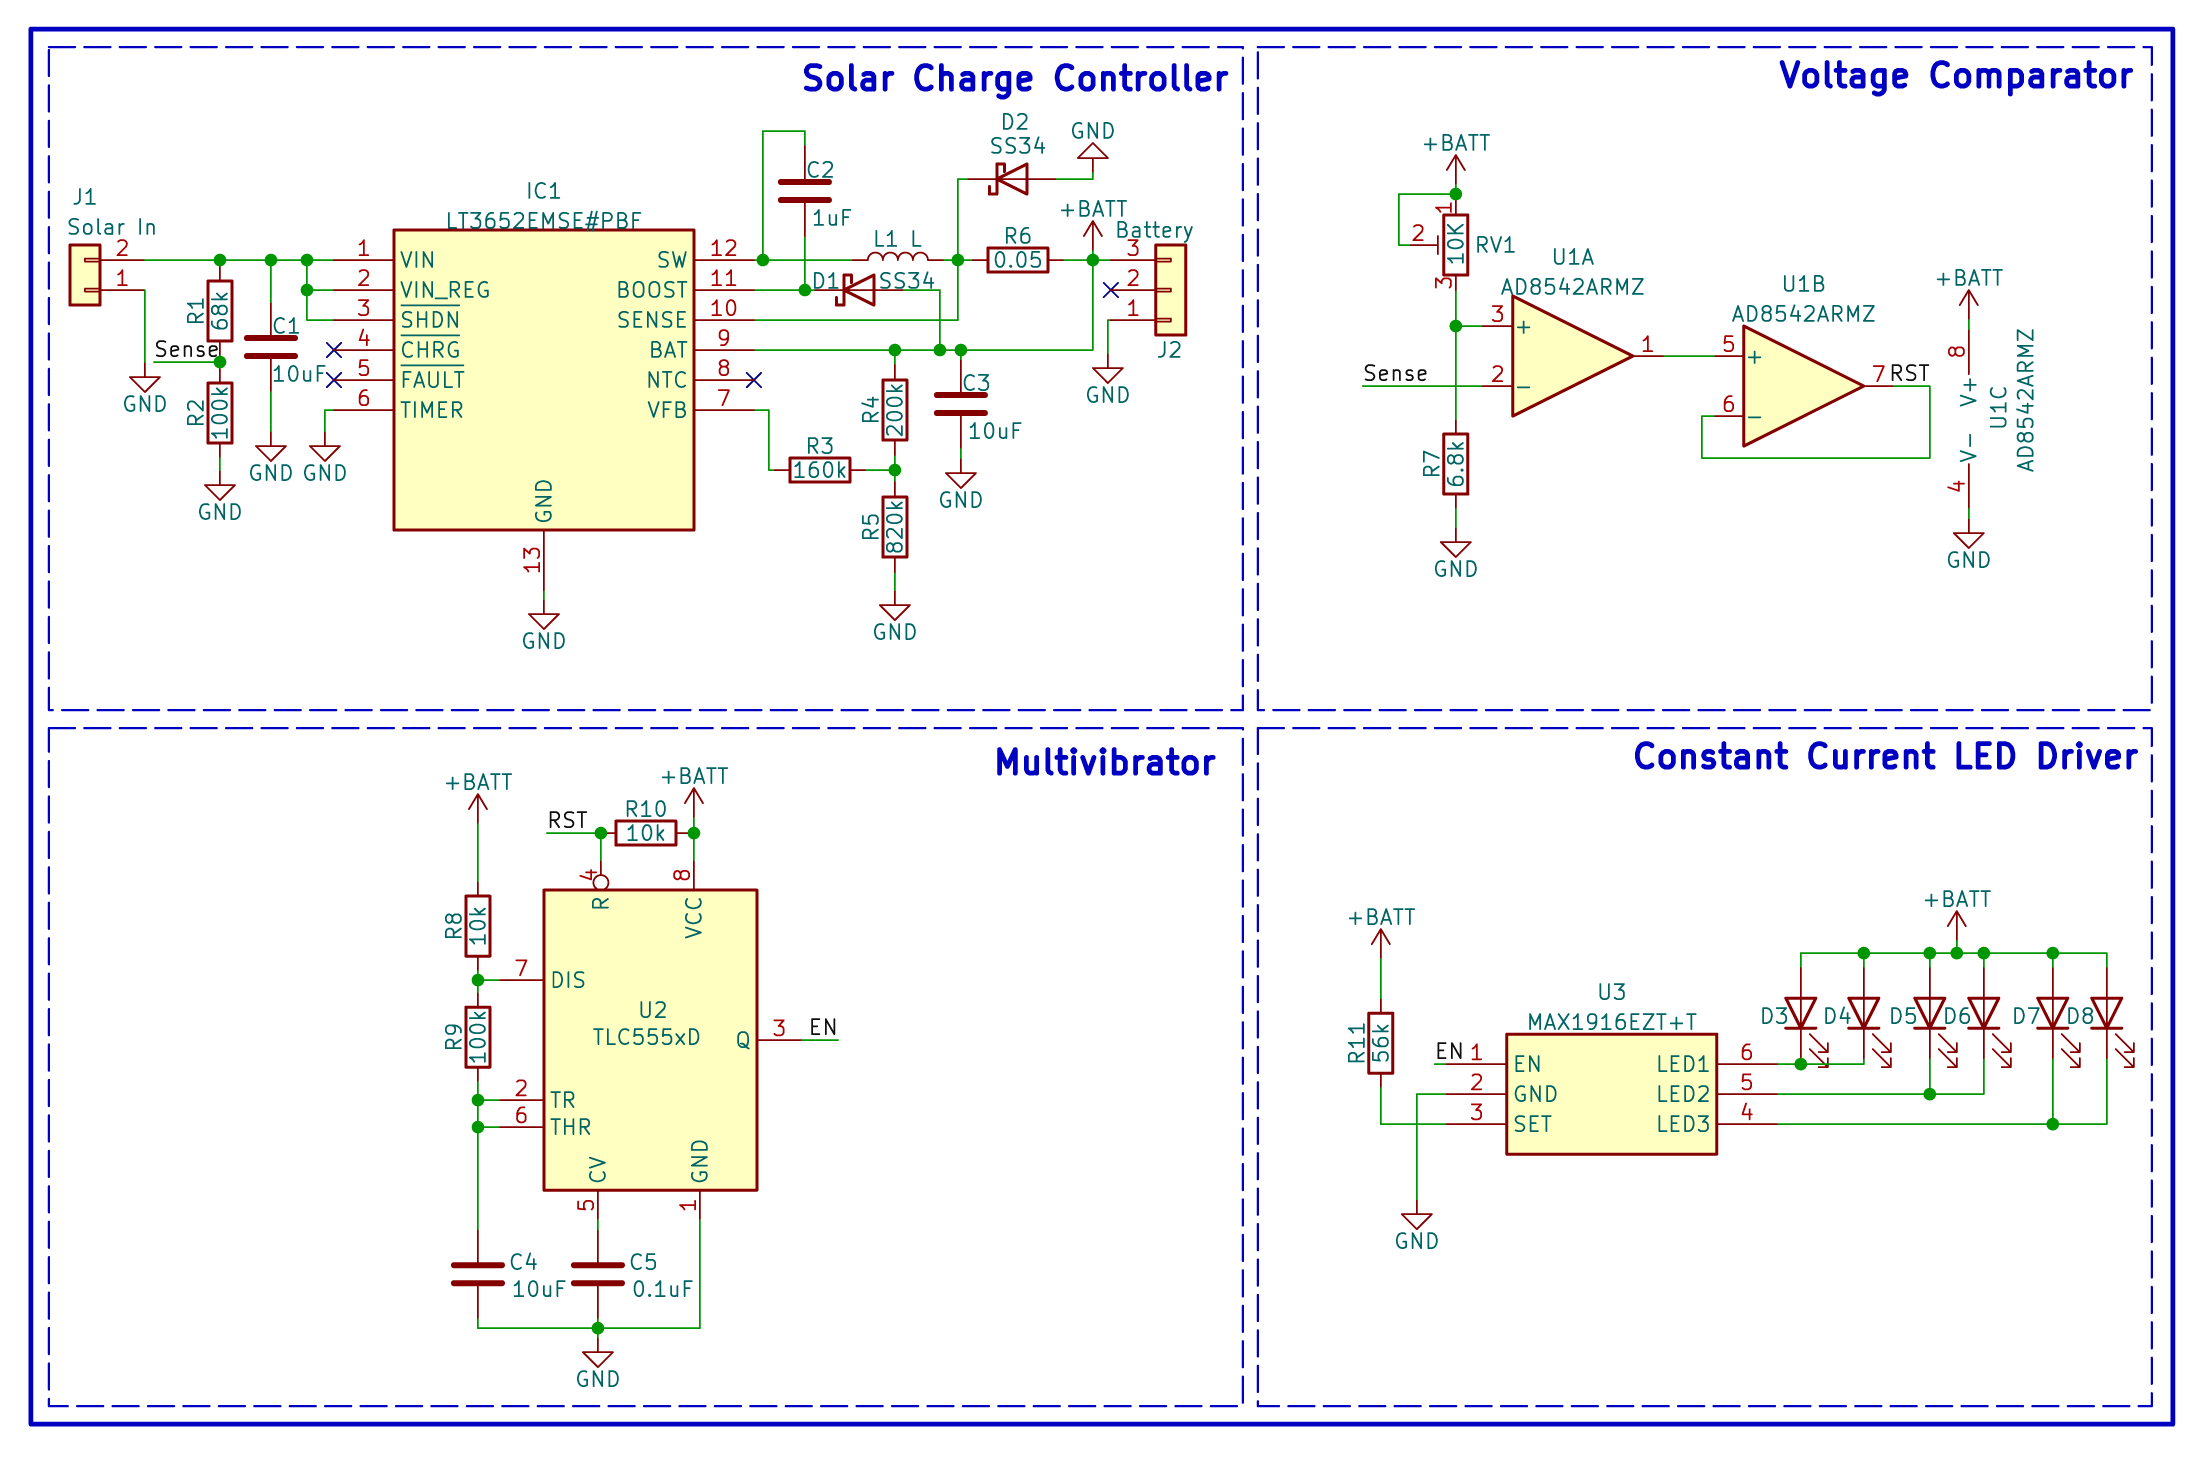 Solar Charge Controller
J1
Solar In
2
1
GND
R1
68k
Sense
R2
100k
GND
C1
10uF
GND
GND
IC1
LT3652EMSE#PBF
1 VIN
2 VIN_REG
3 SHDN
4 CHRG
5 FAULT
6 TIMER
SW 12
BOOST 11
SENSE 10
BAT 9
NTC 8
VFB 7
GND
13
GND
C2
1uF
D1 SS34
L1 L
D2
SS34
GND
R6
0.05
+BATT
Battery
3
2
1
J2
GND
R3
160k
R4
200k
R5
820k
GND
C3
10uF
GND
Voltage Comparator
+BATT
1
2
3
10K
RV1
Sense
R7
6.8k
GND
U1A
AD8542ARMZ
3 +
2 −
1
U1B
AD8542ARMZ
5 +
6 −
7 RST
+BATT
8
V+
V-
4
U1C
AD8542ARMZ
GND
Multivibrator
+BATT
R8
10k
R9
100k
RST
R10
10k
+BATT
4
R
8
VCC
7 DIS
U2
TLC555xD
Q 3 EN
2 TR
6 THR
CV
5
GND
1
C4
10uF
C5
0.1uF
GND
Constant Current LED Driver
+BATT
R11
56k
EN
1 EN
2 GND
3 SET
GND
U3
MAX1916EZT+T
LED1 6
LED2 5
LED3 4
+BATT
D3 D4 D5 D6 D7 D8